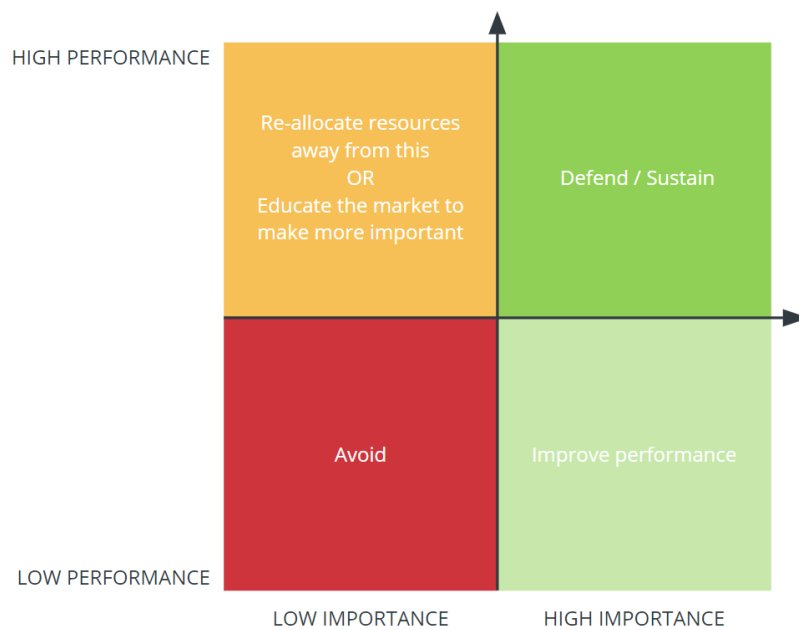 HIGH PERFORMANCE
Re-allocate resources
away from this
OR
Educate the market to
make more important
Defend / Sustain
Avoid
Improve performance
LOW PERFORMANCE
LOW IMPORTANCE
HIGH IMPORTANCE